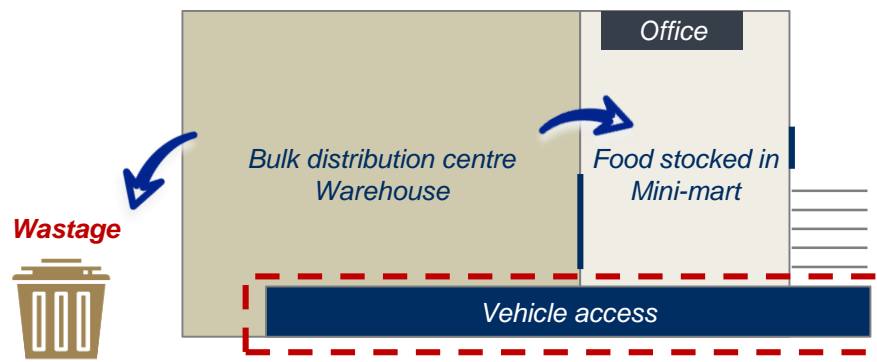 Office
Bulk distribution centre
Warehouse
Food stocked in
Mini-mart
Wastage
Vehicle access